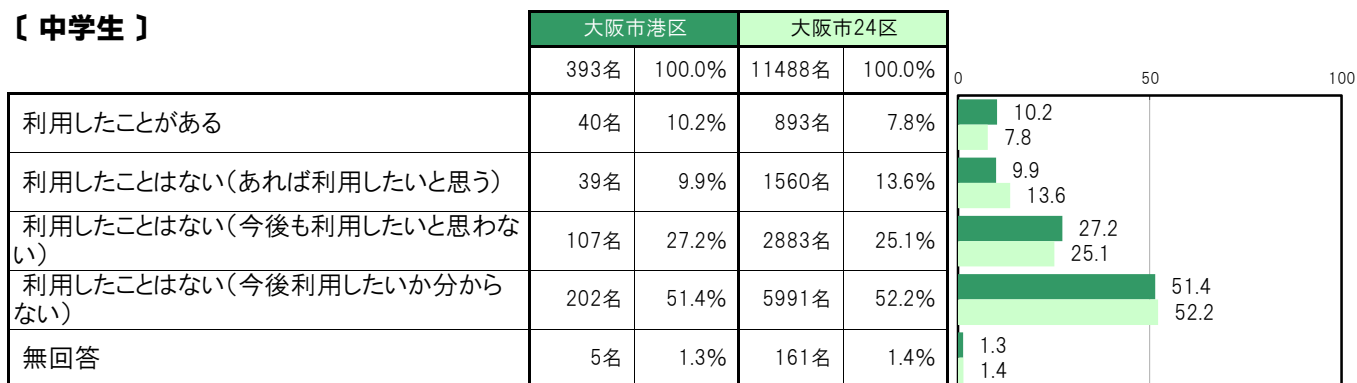 〔 中学生 〕
大阪市港区 大阪市24区
393名 100.0% 11488名 100.0%
0 50 100
利用したことがある 40名 10.2% 893名 7.8%
10.2
7.8
利用したことはない（あれば利用したいと思う） 39名 9.9% 1560名 13.6%
9.9
13.6
利用したことはない（今後も利用したいと思わな
い） 107名 27.2% 2883名 25.1%
27.2
25.1
利用したことはない（今後利用したいか分から
ない） 202名 51.4% 5991名 52.2%
51.4
52.2
無回答 5名 1.3% 161名 1.4%
1.3
1.4